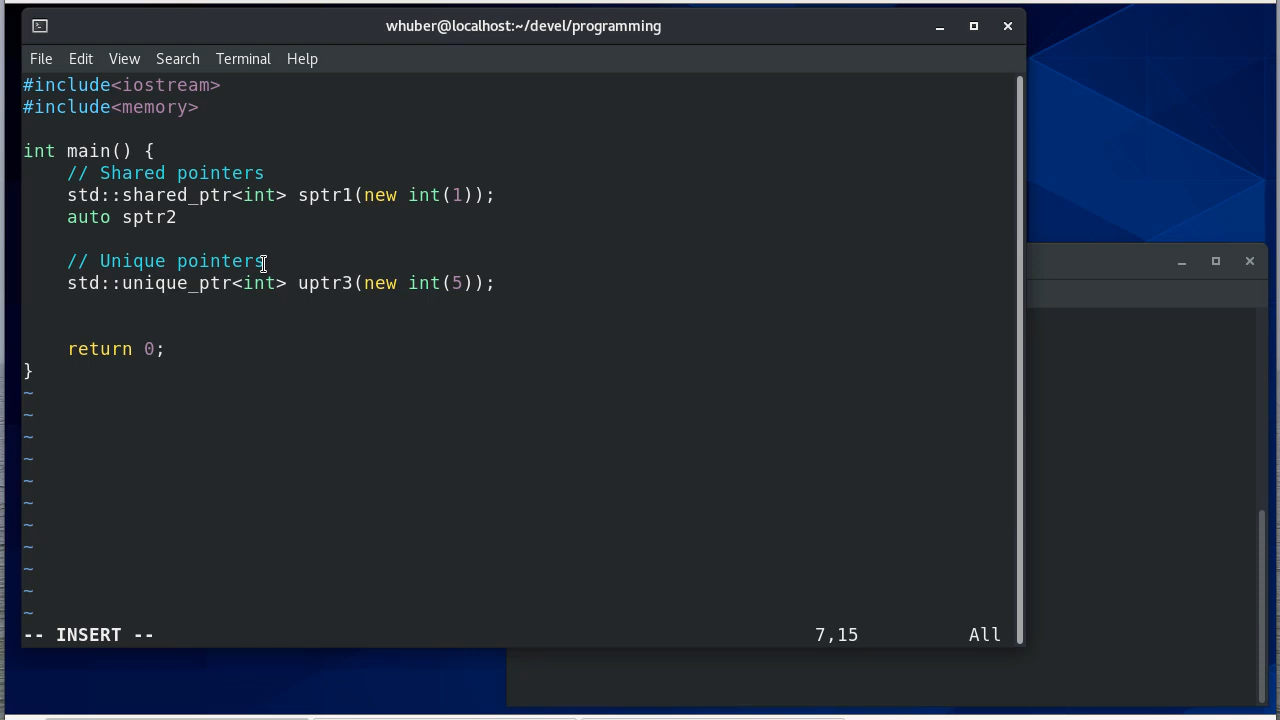 whuber@localhost:~/devel/programming
File Edit View Search Terminal Help
#include<iostream>
#include<memory>
int main() {
    // Shared pointers
    std::shared_ptr<int> sptr1(new int(1));
    auto sptr2
    // Unique pointers
    std::unique_ptr<int> uptr3(new int(5));
    return 0;
}
~
~
~
~
~
~
~
~
~
~
~
-- INSERT -- 7,15 All